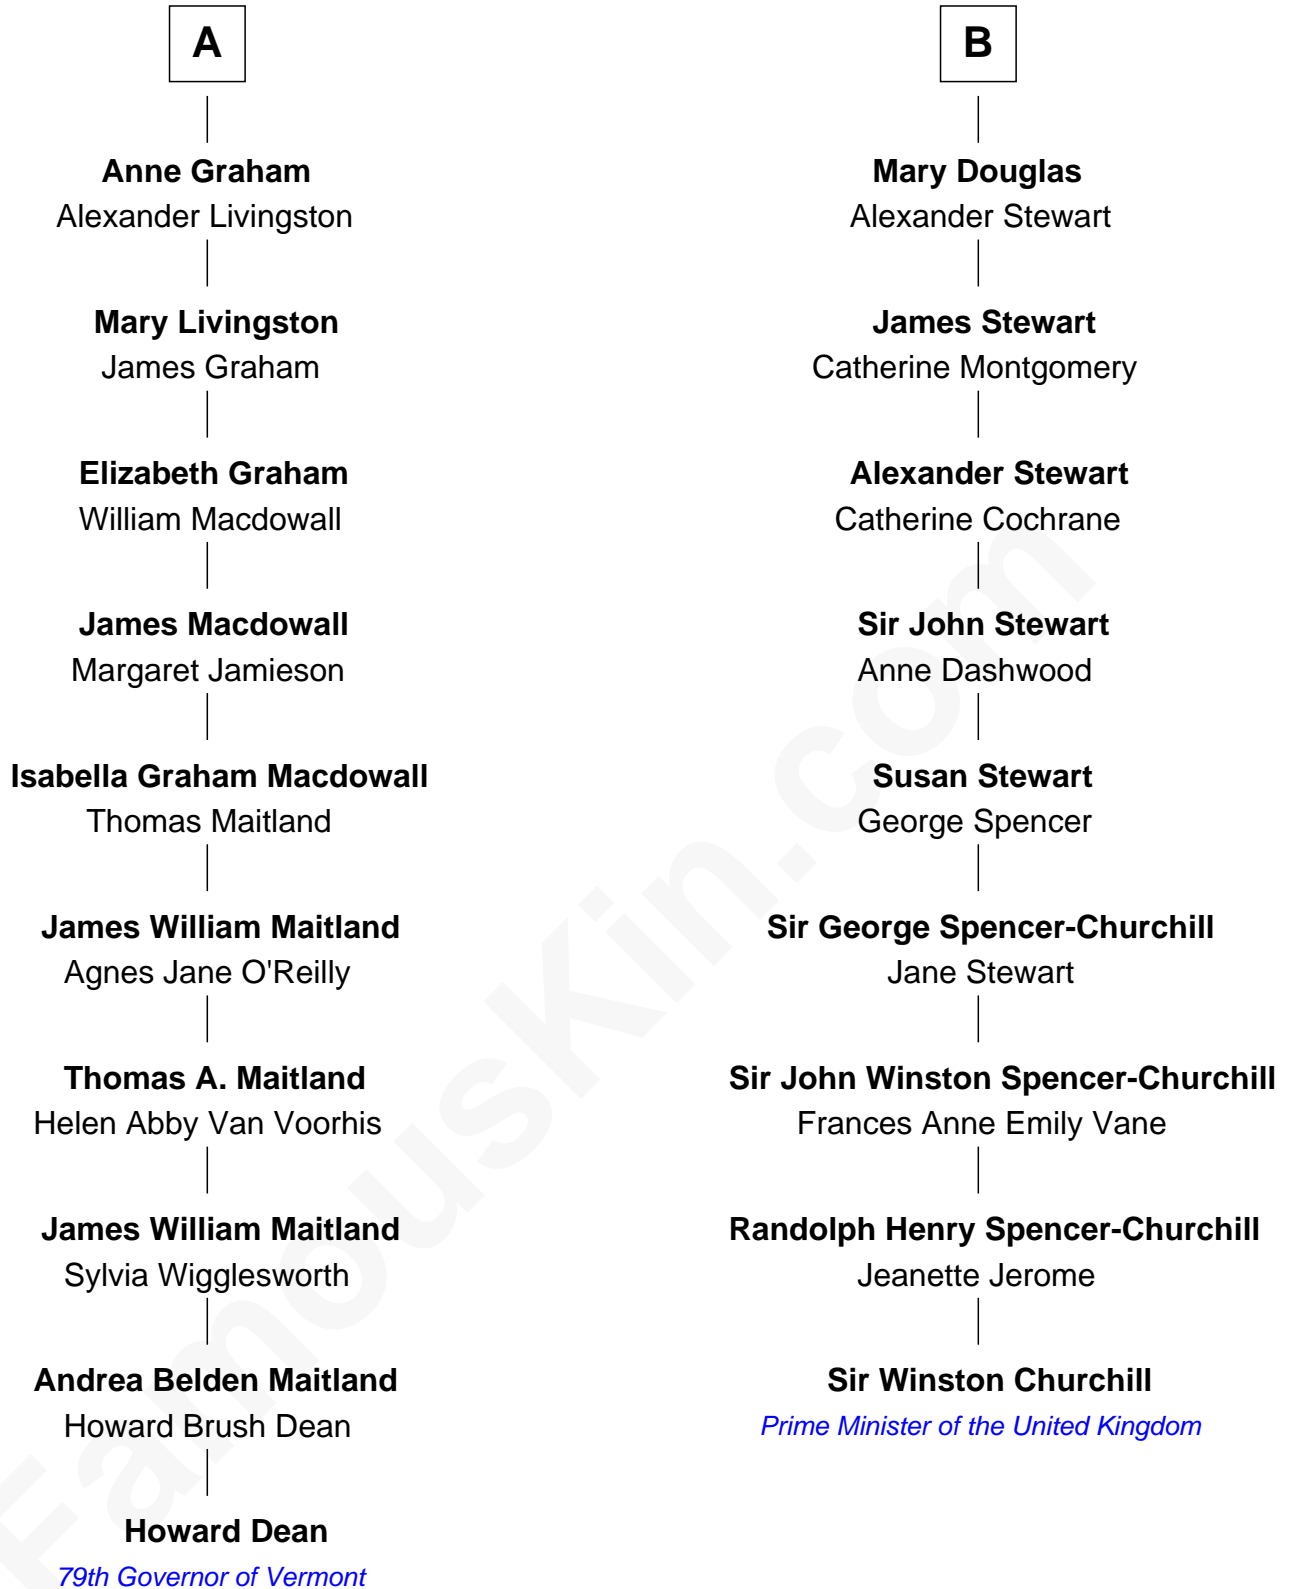 A
Anne Graham
Alexander Livingston
Mary Livingston
James Graham
Elizabeth Graham
William Macdowall
James Macdowall
Margaret Jamieson
Isabella Graham Macdowall
Thomas Maitland
James William Maitland
Agnes Jane O'Reilly
Thomas A. Maitland
Helen Abby Van Voorhis
James William Maitland
Sylvia Wigglesworth
Andrea Belden Maitland
Howard Brush Dean
Howard Dean
79th Governor of Vermont
B
Mary Douglas
Alexander Stewart
James Stewart
Catherine Montgomery
Alexander Stewart
Catherine Cochrane
Sir John Stewart
Anne Dashwood
Susan Stewart
George Spencer
Sir George Spencer-Churchill
Jane Stewart
Sir John Winston Spencer-Churchill
Frances Anne Emily Vane
Randolph Henry Spencer-Churchill
Jeanette Jerome
Sir Winston Churchill
Prime Minister of the United Kingdom
FamousKin.com